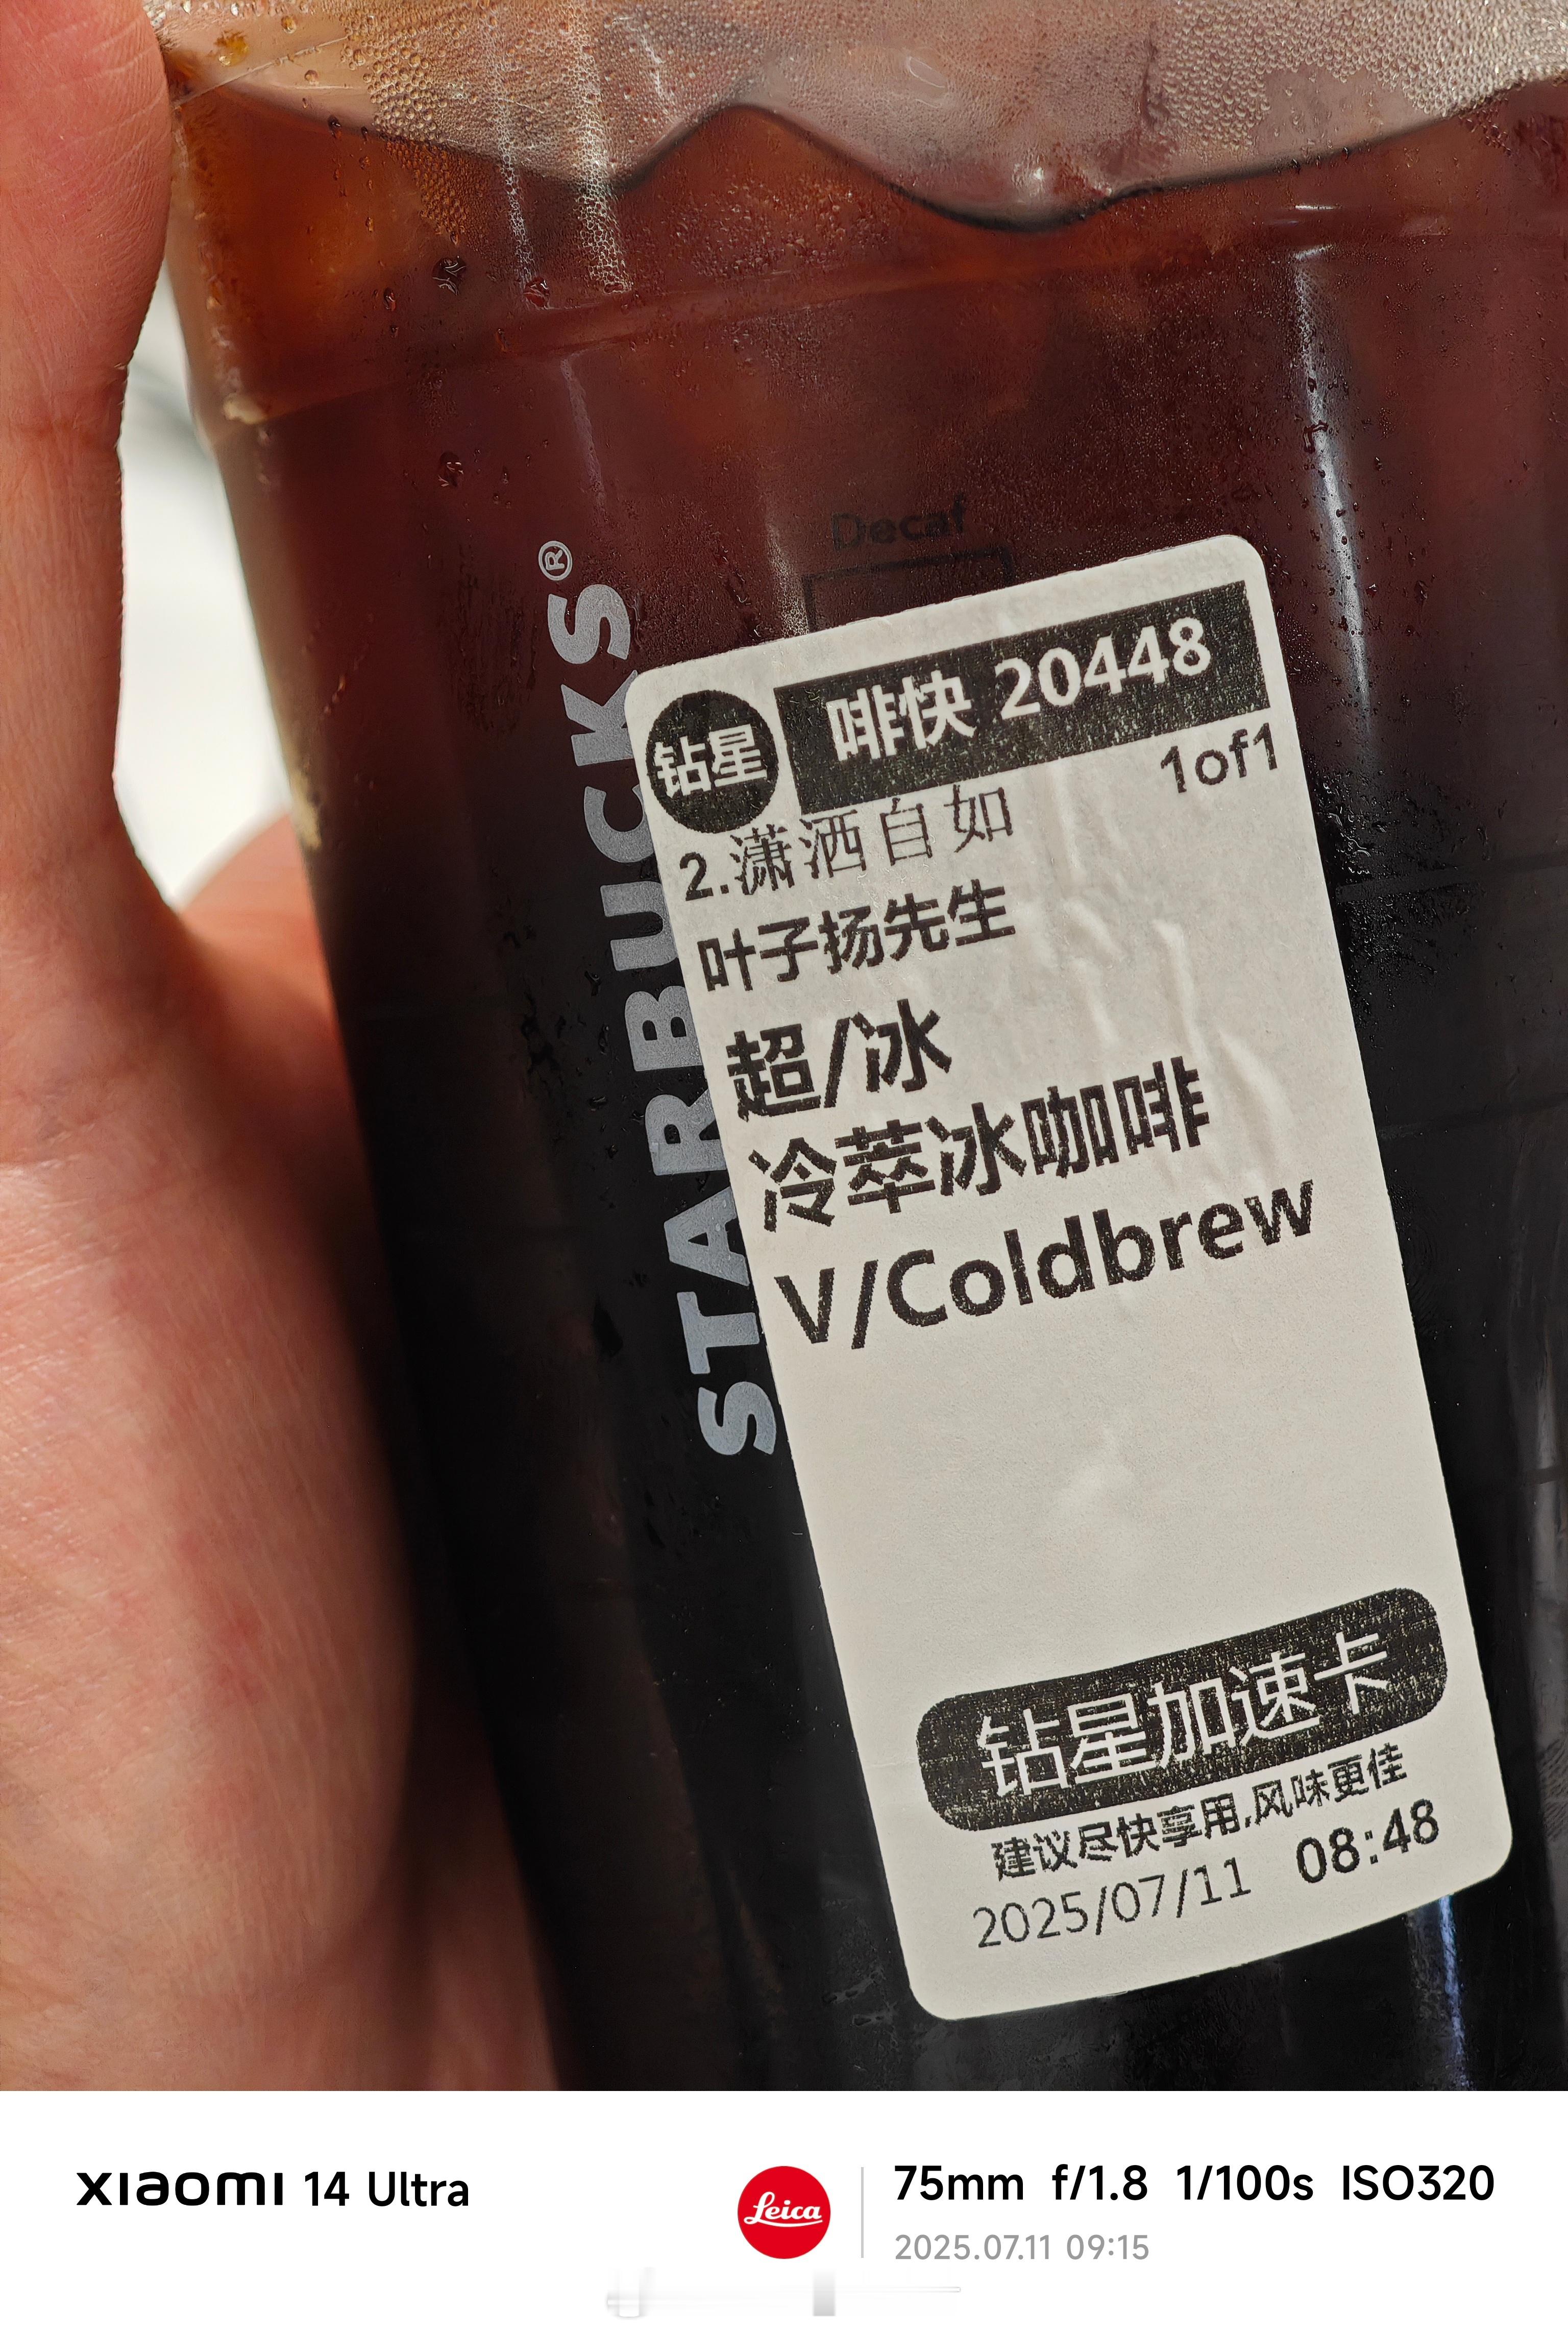 STARBUCKS®
Decaf
钻星
啡快 20448
1of1
2.潇洒自如
叶子扬先生
超/冰
冷萃冰咖啡
V/Coldbrew
钻星加速卡
建议尽快享用,风味更佳
2025/07/11 08:48
xiaomi 14 Ultra
Leica
75mm f/1.8 1/100s ISO320
2025.07.11 09:15